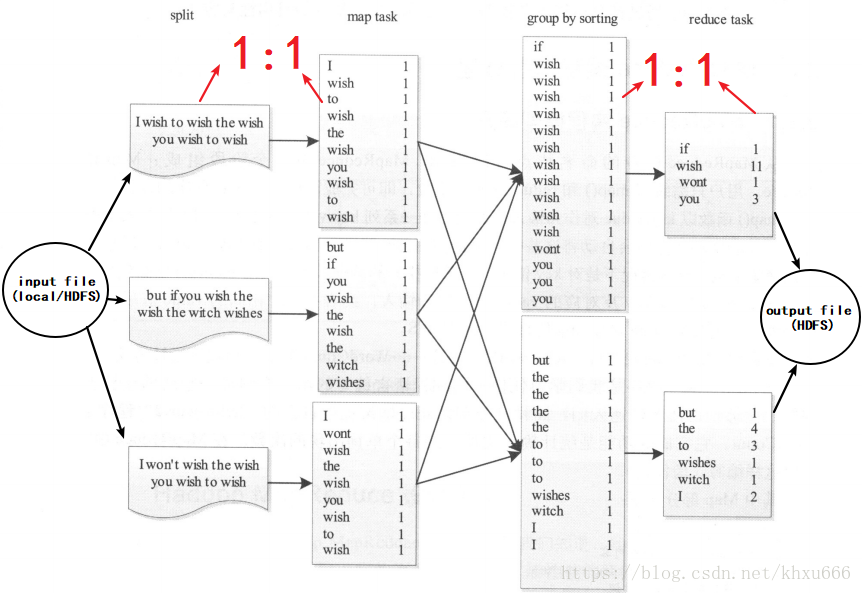 split
map task
group by sorting
reduce task
1:1
1:1
I wish to wish the wish
you wish to wish
but if you wish the
wish the witch wishes
I won't wish the wish
you wish to wish
input file
(local/HDFS)
I 1
wish 1
to 1
wish 1
the 1
wish 1
you 1
wish 1
to 1
wish 1
but 1
if 1
you 1
wish 1
the 1
wish 1
the 1
witch 1
wishes 1
I 1
wont 1
wish 1
the 1
wish 1
you 1
wish 1
to 1
wish 1
if 1
wish 1
wish 1
wish 1
wish 1
wish 1
wish 1
wish 1
wish 1
wish 1
wish 1
wish 1
wont 1
you 1
you 1
you 1
but 1
the 1
the 1
the 1
the 1
to 1
to 1
to 1
wishes 1
witch 1
I 1
I 1
if 1
wish 11
wont 1
you 3
but 1
the 4
to 3
wishes 1
witch 1
I 2
output file
(HDFS)
https://blog.csdn.net/khxu666